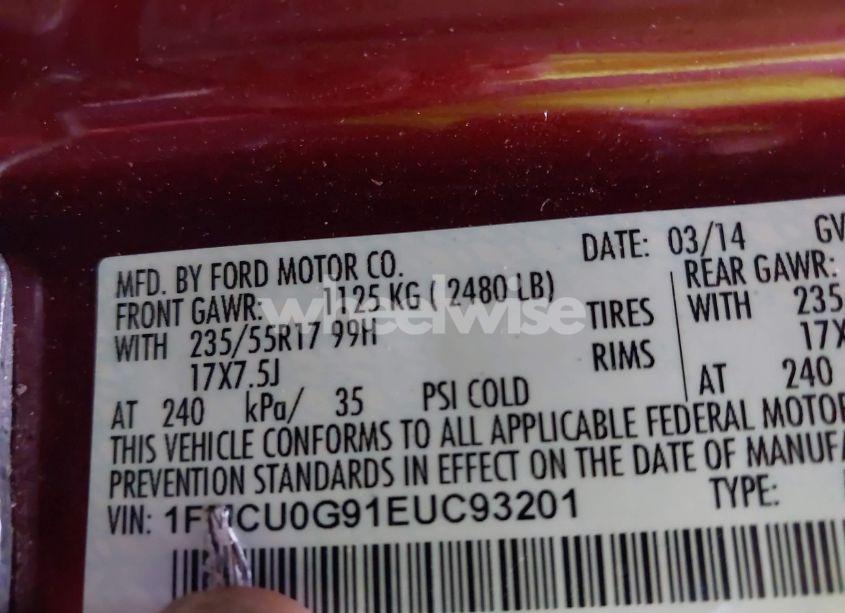 DATE: 03/14 GV
MFD. BY FORD MOTOR CO.
FRONT GAWR: 1125 KG ( 2480 LB) REAR GAWR:
WITH 235/55R17 99H TIRES WITH 235
17X7.5J RIMS 17X
AT 240 kPa/ 35 PSI COLD AT 240
THIS VEHICLE CONFORMS TO ALL APPLICABLE FEDERAL MOTOR
PREVENTION STANDARDS IN EFFECT ON THE DATE OF MANUFA
VIN: TYPE:
wheelwise